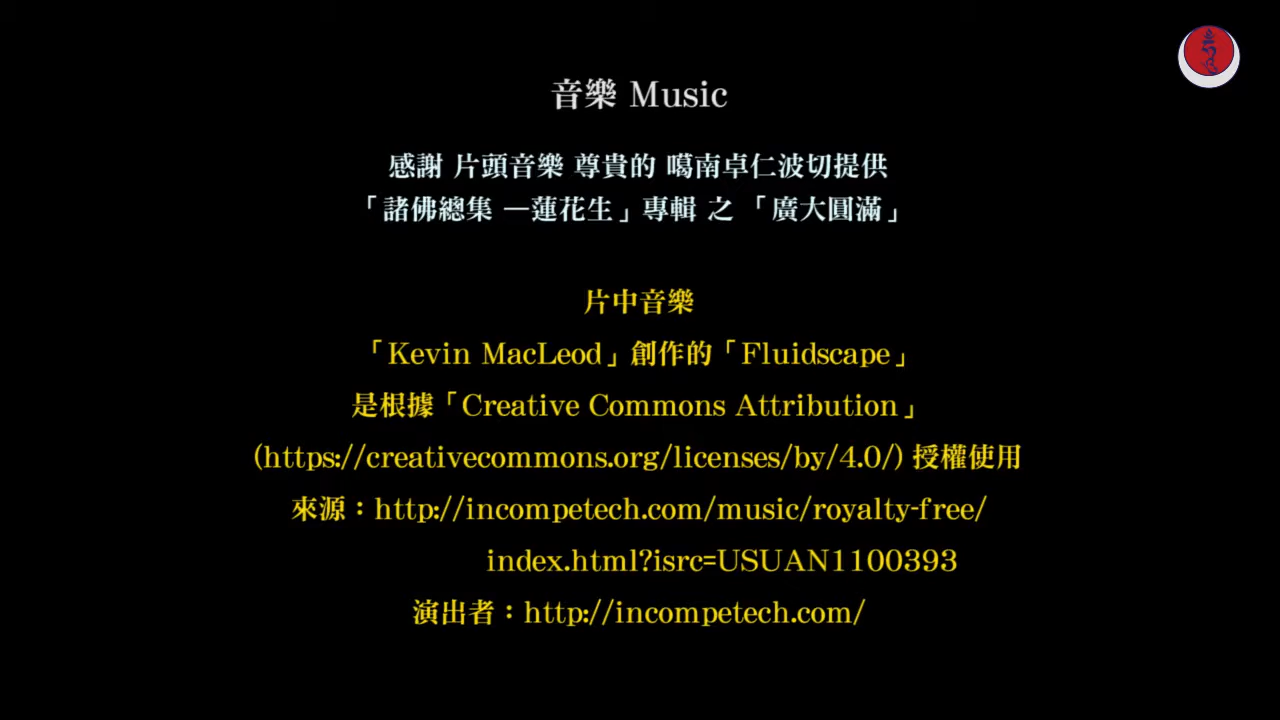 音樂 Music
感謝 片頭音樂 尊貴的 噶南卓仁波切提供
「諸佛總集 —蓮花生」專輯 之 「廣大圓滿」
片中音樂
「Kevin MacLeod」創作的「Fluidscape」
是根據「Creative Commons Attribution」
(https://creativecommons.org/licenses/by/4.0/) 授權使用
來源：http://incompetech.com/music/royalty-free/
index.html?isrc=USUAN1100393
演出者：http://incompetech.com/